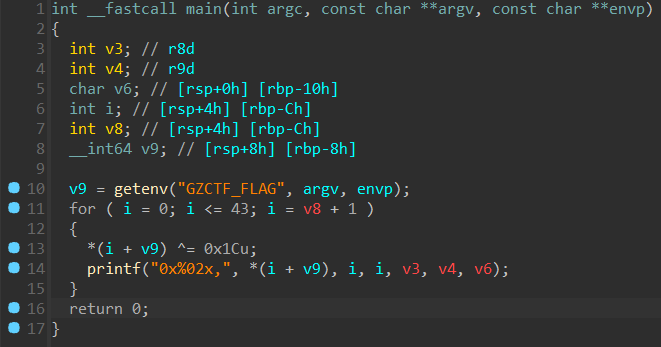 1 int __fastcall main(int argc, const char **argv, const char **envp)
2 {
3 int v3; // r8d
4 int v4; // r9d
5 char v6; // [rsp+0h] [rbp-10h]
6 int i; // [rsp+4h] [rbp-Ch]
7 int v8; // [rsp+4h] [rbp-Ch]
8 __int64 v9; // [rsp+8h] [rbp-8h]
9
10 v9 = getenv("GZCTF_FLAG", argv, envp);
11 for ( i = 0; i <= 43; i = v8 + 1 )
12 {
13 *(i + v9) ^= 0x1Cu;
14 printf("0x%02x,", *(i + v9), i, i, v3, v4, v6);
15 }
16 return 0;
17 }